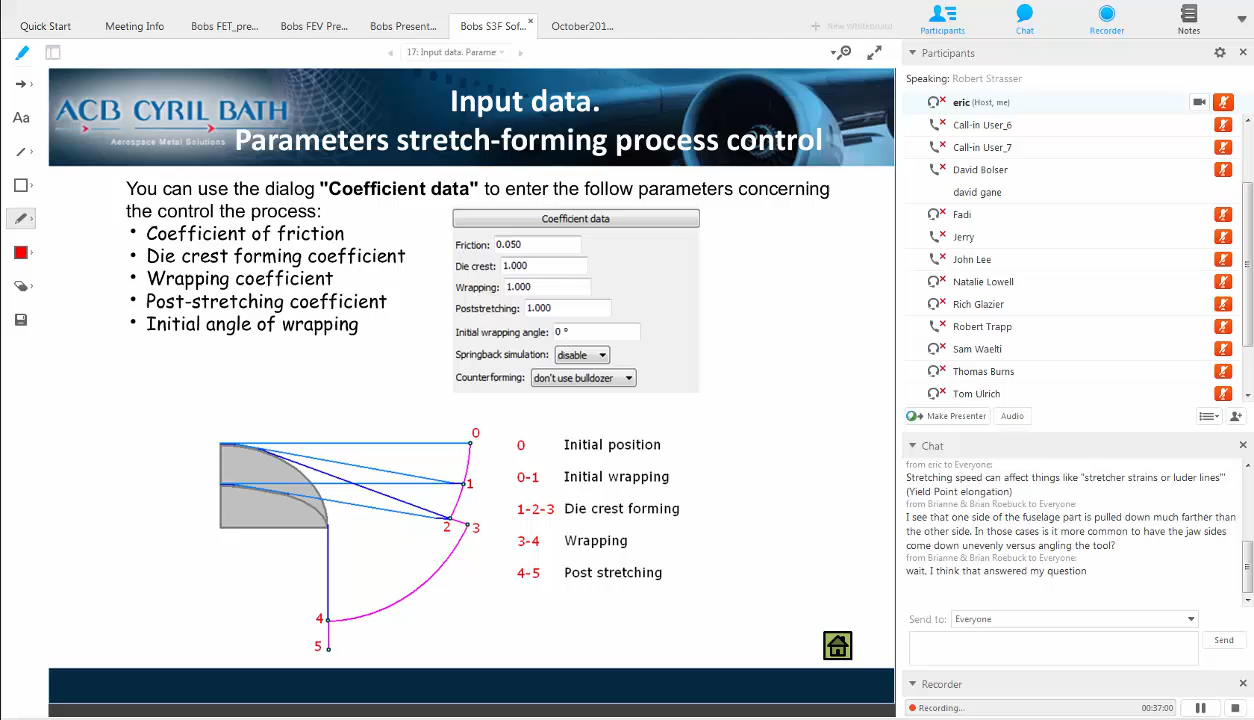 Quick Start
Meeting Info
Bobs FET_pre...
Bobs FEV Pre...
Bobs Present...
Bobs S3F Sof...
October201...
New Whiteboard
Participants
Chat
Recorder
Notes
17: Input data. Parame
ACB CYRIL BATH
Aerospace Metal Solutions
Input data.
Parameters stretch-forming process control
You can use the dialog "Coefficient data" to enter the follow parameters concerning
the control the process:
• Coefficient of friction
• Die crest forming coefficient
• Wrapping coefficient
• Post-stretching coefficient
• Initial angle of wrapping
Coefficient data
Friction: 0.050
Die crest: 1.000
Wrapping: 1.000
Poststretching: 1.000
Initial wrapping angle: 0 °
Springback simulation: disable
Counterforming: don't use bulldozer
0
1
2
3
4
5
0 Initial position
0-1 Initial wrapping
1-2-3 Die crest forming
3-4 Wrapping
4-5 Post stretching
Aa
Participants
Speaking: Robert Strasser
eric (Host, me)
Call-in User_6
Call-in User_7
David Bolser
david gane
Fadi
Jerry
John Lee
Natalie Lowell
Rich Glazier
Robert Trapp
Sam Waelti
Thomas Burns
Tom Ulrich
Make Presenter
Audio
Chat
from eric to Everyone:
Stretching speed can affect things like "stretcher strains or luder lines'"
(Yield Point elongation)
from Brianne & Brian Roebuck to Everyone:
I see that one side of the fuselage part is pulled down much farther than
the other side. In those cases is it more common to have the jaw sides
come down unevenly versus angling the tool?
from Brianne & Brian Roebuck to Everyone:
wait. I think that answered my question
Send to: Everyone
Send
Recorder
Recording...
00:37:00